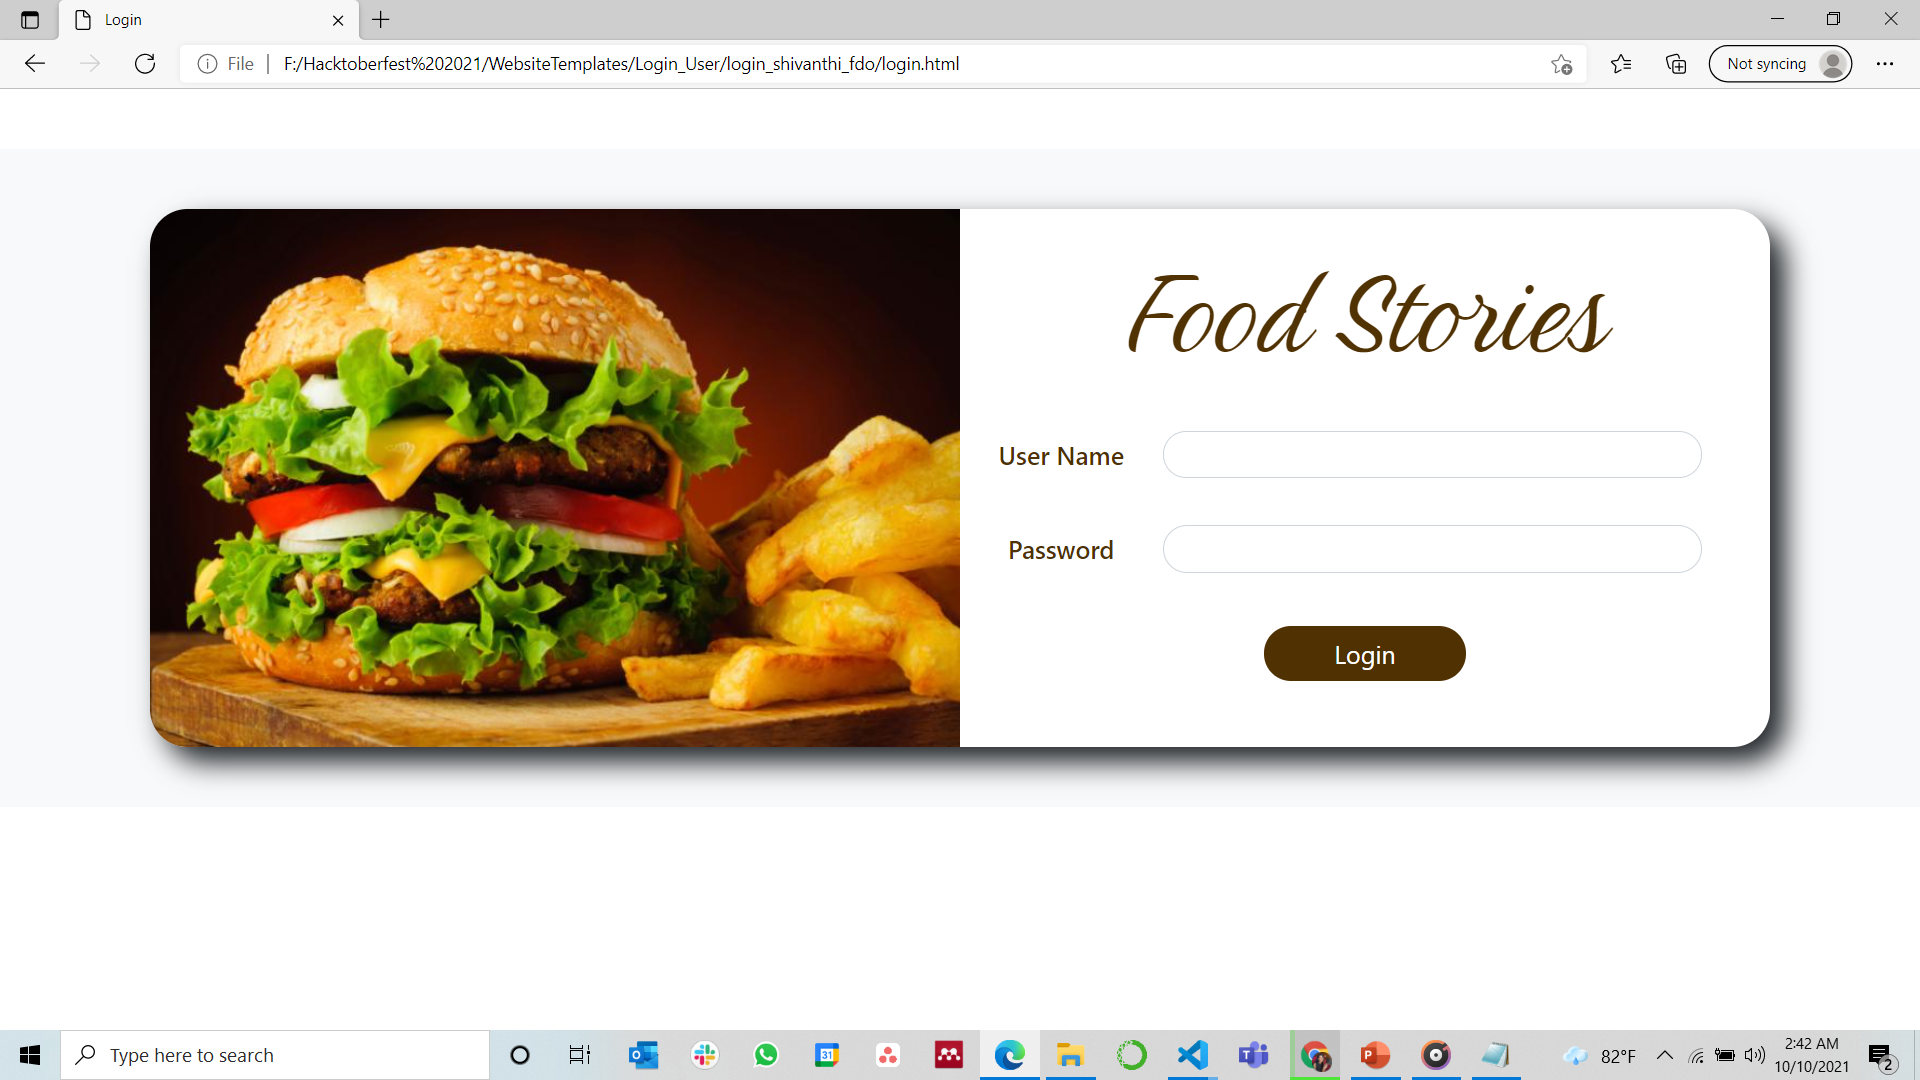 Login
File
F:/Hacktoberfest%202021/WebsiteTemplates/Login_User/login_shivanthi_fdo/login.html
Not syncing
Food Stories
User Name
Password
Login
Type here to search
31
82°F
2:42 AM
10/10/2021
2